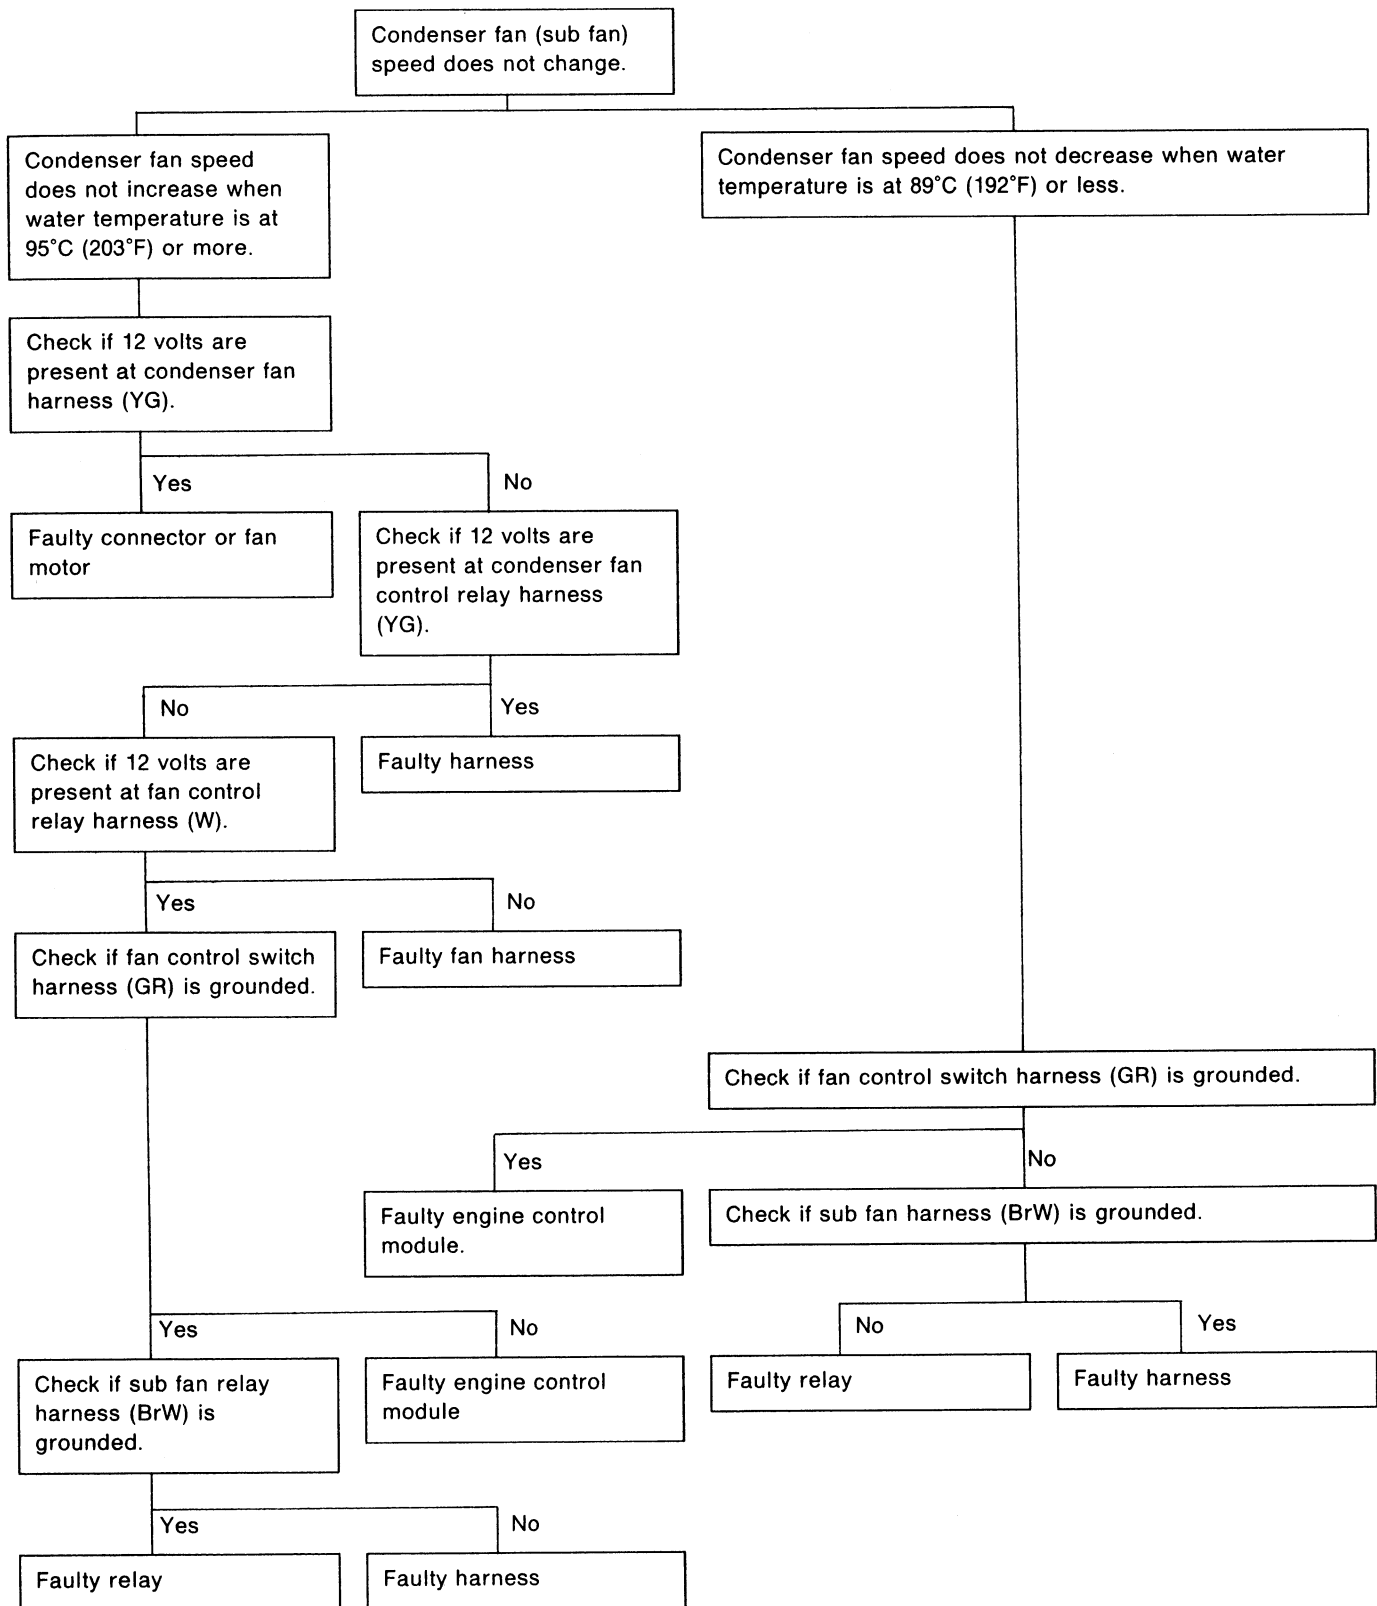 Condenser fan (sub fan)
speed does not change.
Condenser fan speed
does not increase when
water temperature is at
95°C (203°F) or more.
Condenser fan speed does not decrease when water
temperature is at 89°C (192°F) or less.
Check if 12 volts are
present at condenser fan
harness (YG).
Yes
No
Faulty connector or fan
motor
Check if 12 volts are
present at condenser fan
control relay harness
(YG).
No
Yes
Check if 12 volts are
present at fan control
relay harness (W).
Faulty harness
Yes
No
Check if fan control switch
harness (GR) is grounded.
Faulty fan harness
Check if fan control switch harness (GR) is grounded.
Yes
No
Faulty engine control
module.
Check if sub fan harness (BrW) is grounded.
Yes
No
No
Yes
Check if sub fan relay
harness (BrW) is
grounded.
Faulty engine control
module
Faulty relay
Faulty harness
Yes
No
Faulty relay
Faulty harness